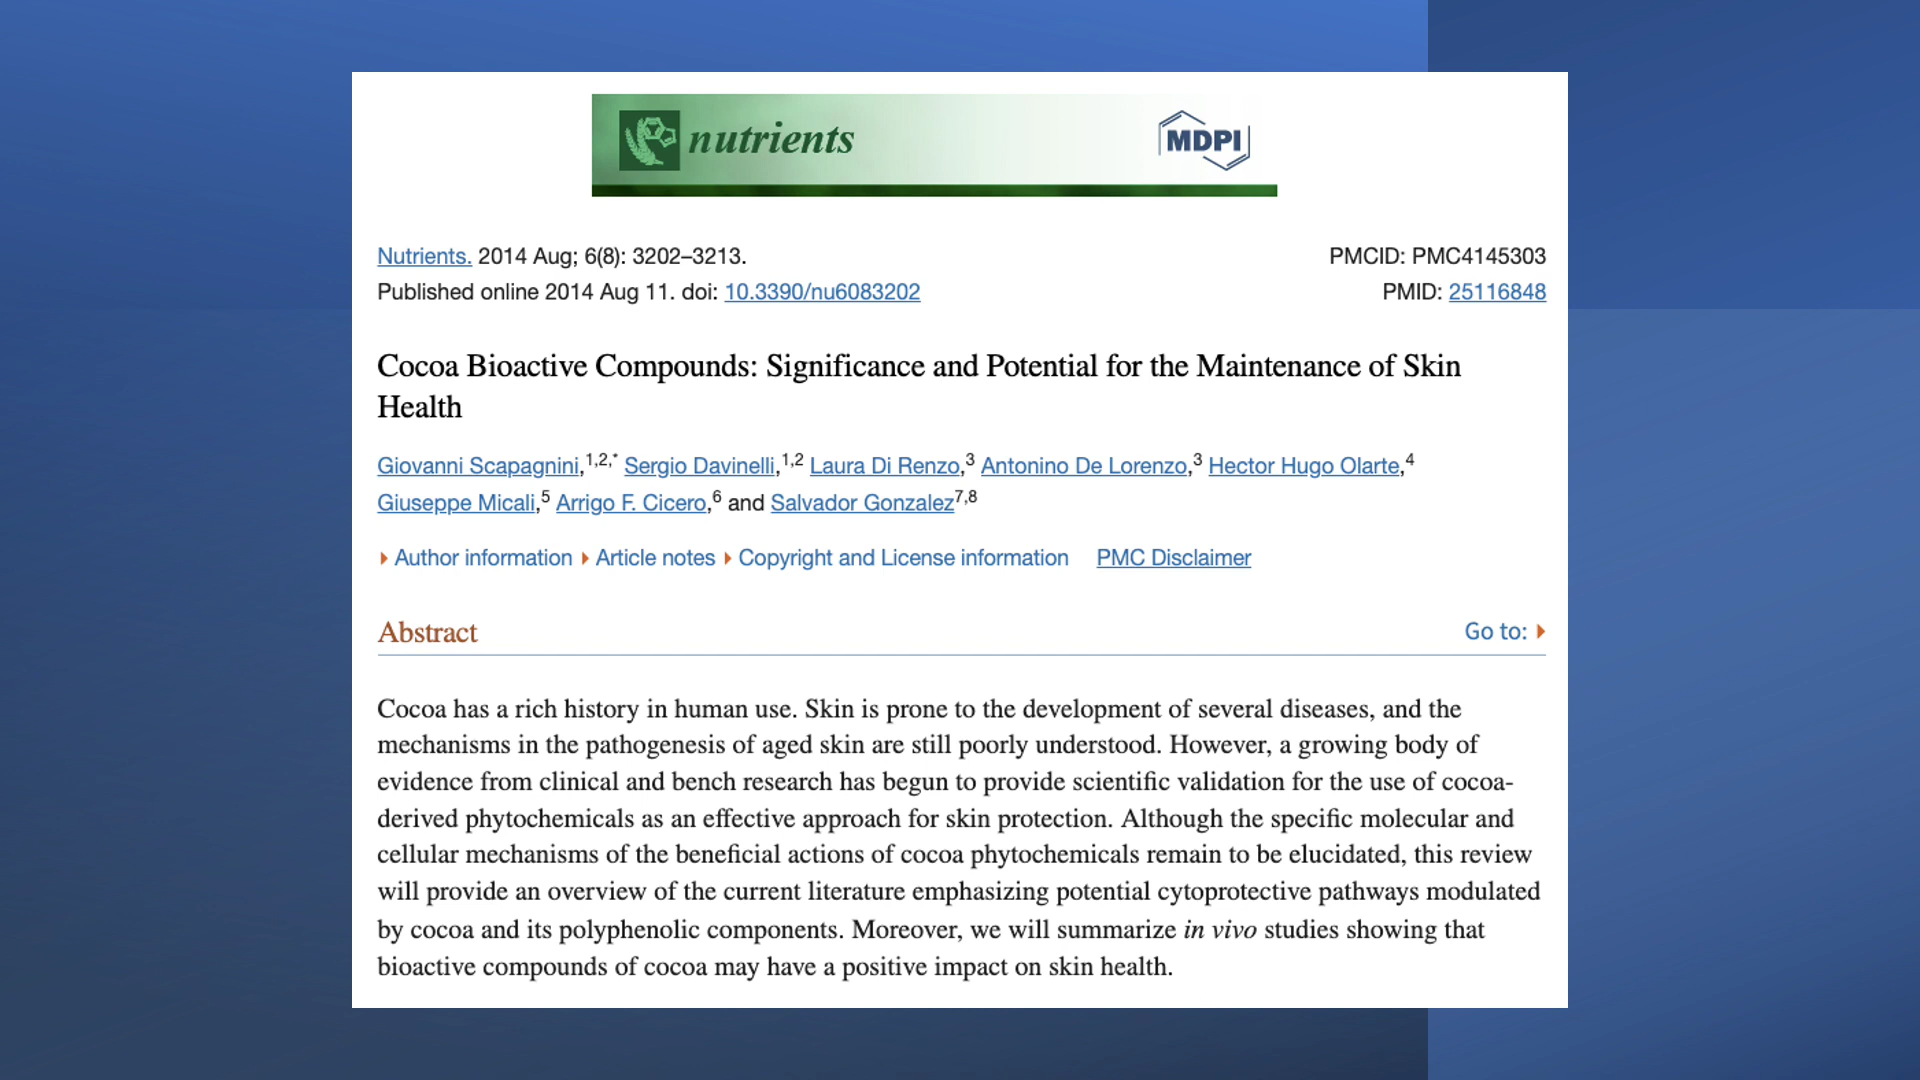 nutrients
MDPI
Nutrients. 2014 Aug; 6(8): 3202–3213.
PMCID: PMC4145303
Published online 2014 Aug 11. doi: 10.3390/nu6083202
PMID: 25116848
Cocoa Bioactive Compounds: Significance and Potential for the Maintenance of Skin
Health
Giovanni Scapagnini,1,2,* Sergio Davinelli,1,2 Laura Di Renzo,3 Antonino De Lorenzo,3 Hector Hugo Olarte,4
Giuseppe Micali,5 Arrigo F. Cicero,6 and Salvador Gonzalez7,8
Author information Article notes Copyright and License information PMC Disclaimer
Abstract
Go to:
Cocoa has a rich history in human use. Skin is prone to the development of several diseases, and the
mechanisms in the pathogenesis of aged skin are still poorly understood. However, a growing body of
evidence from clinical and bench research has begun to provide scientific validation for the use of cocoa-
derived phytochemicals as an effective approach for skin protection. Although the specific molecular and
cellular mechanisms of the beneficial actions of cocoa phytochemicals remain to be elucidated, this review
will provide an overview of the current literature emphasizing potential cytoprotective pathways modulated
by cocoa and its polyphenolic components. Moreover, we will summarize in vivo studies showing that
bioactive compounds of cocoa may have a positive impact on skin health.